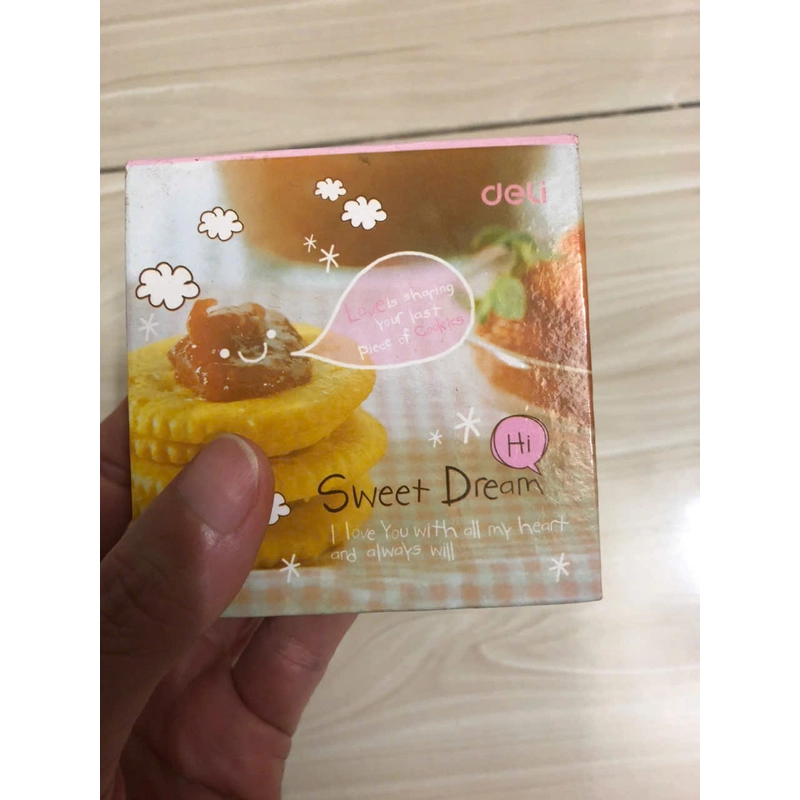 deli
Love is sharing
Your last
piece of Cookies
Hi
Sweet Dream
I love You with all my heart
and always will